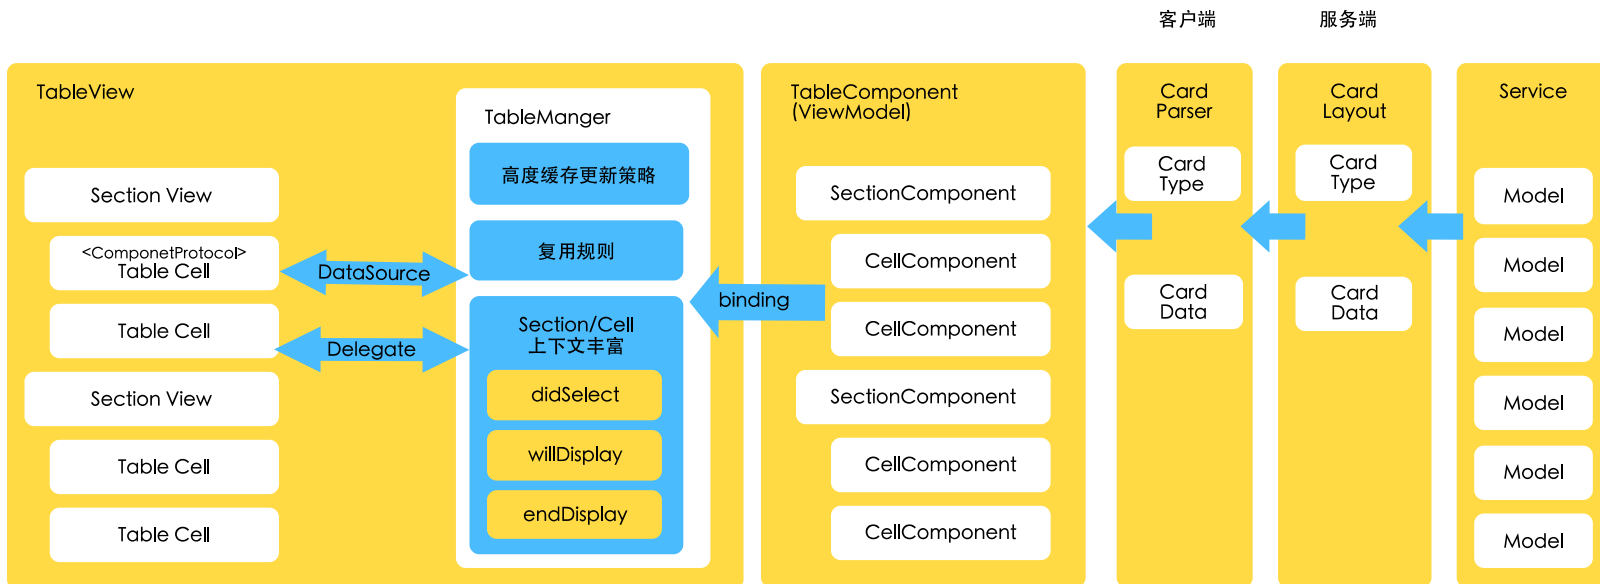 客户端
服务端
TableView
Section View
<ComponetProtocol>
Table Cell
Table Cell
Section View
Table Cell
Table Cell
DataSource
Delegate
TableManger
高度缓存更新策略
复用规则
Section/Cell
上下文丰富
didSelect
willDisplay
endDisplay
binding
TableComponent
(ViewModel)
SectionComponent
CellComponent
CellComponent
SectionComponent
CellComponent
CellComponent
Card
Parser
Card
Type
Card
Data
Card
Layout
Card
Type
Card
Data
Service
Model
Model
Model
Model
Model
Model